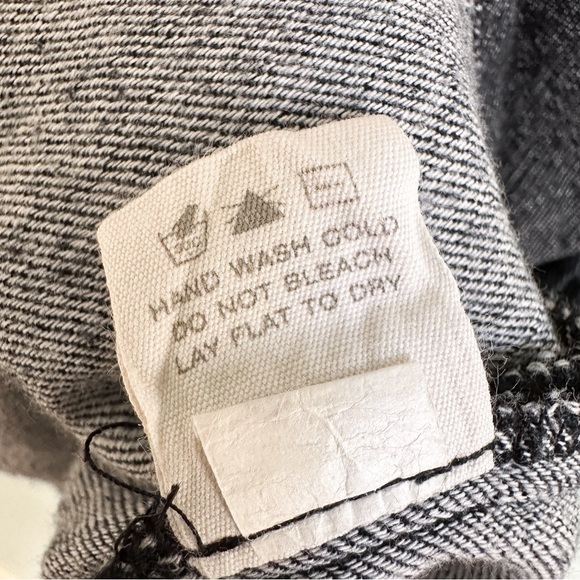 HAND WASH COLD
DO NOT BLEACH
LAY FLAT TO DRY